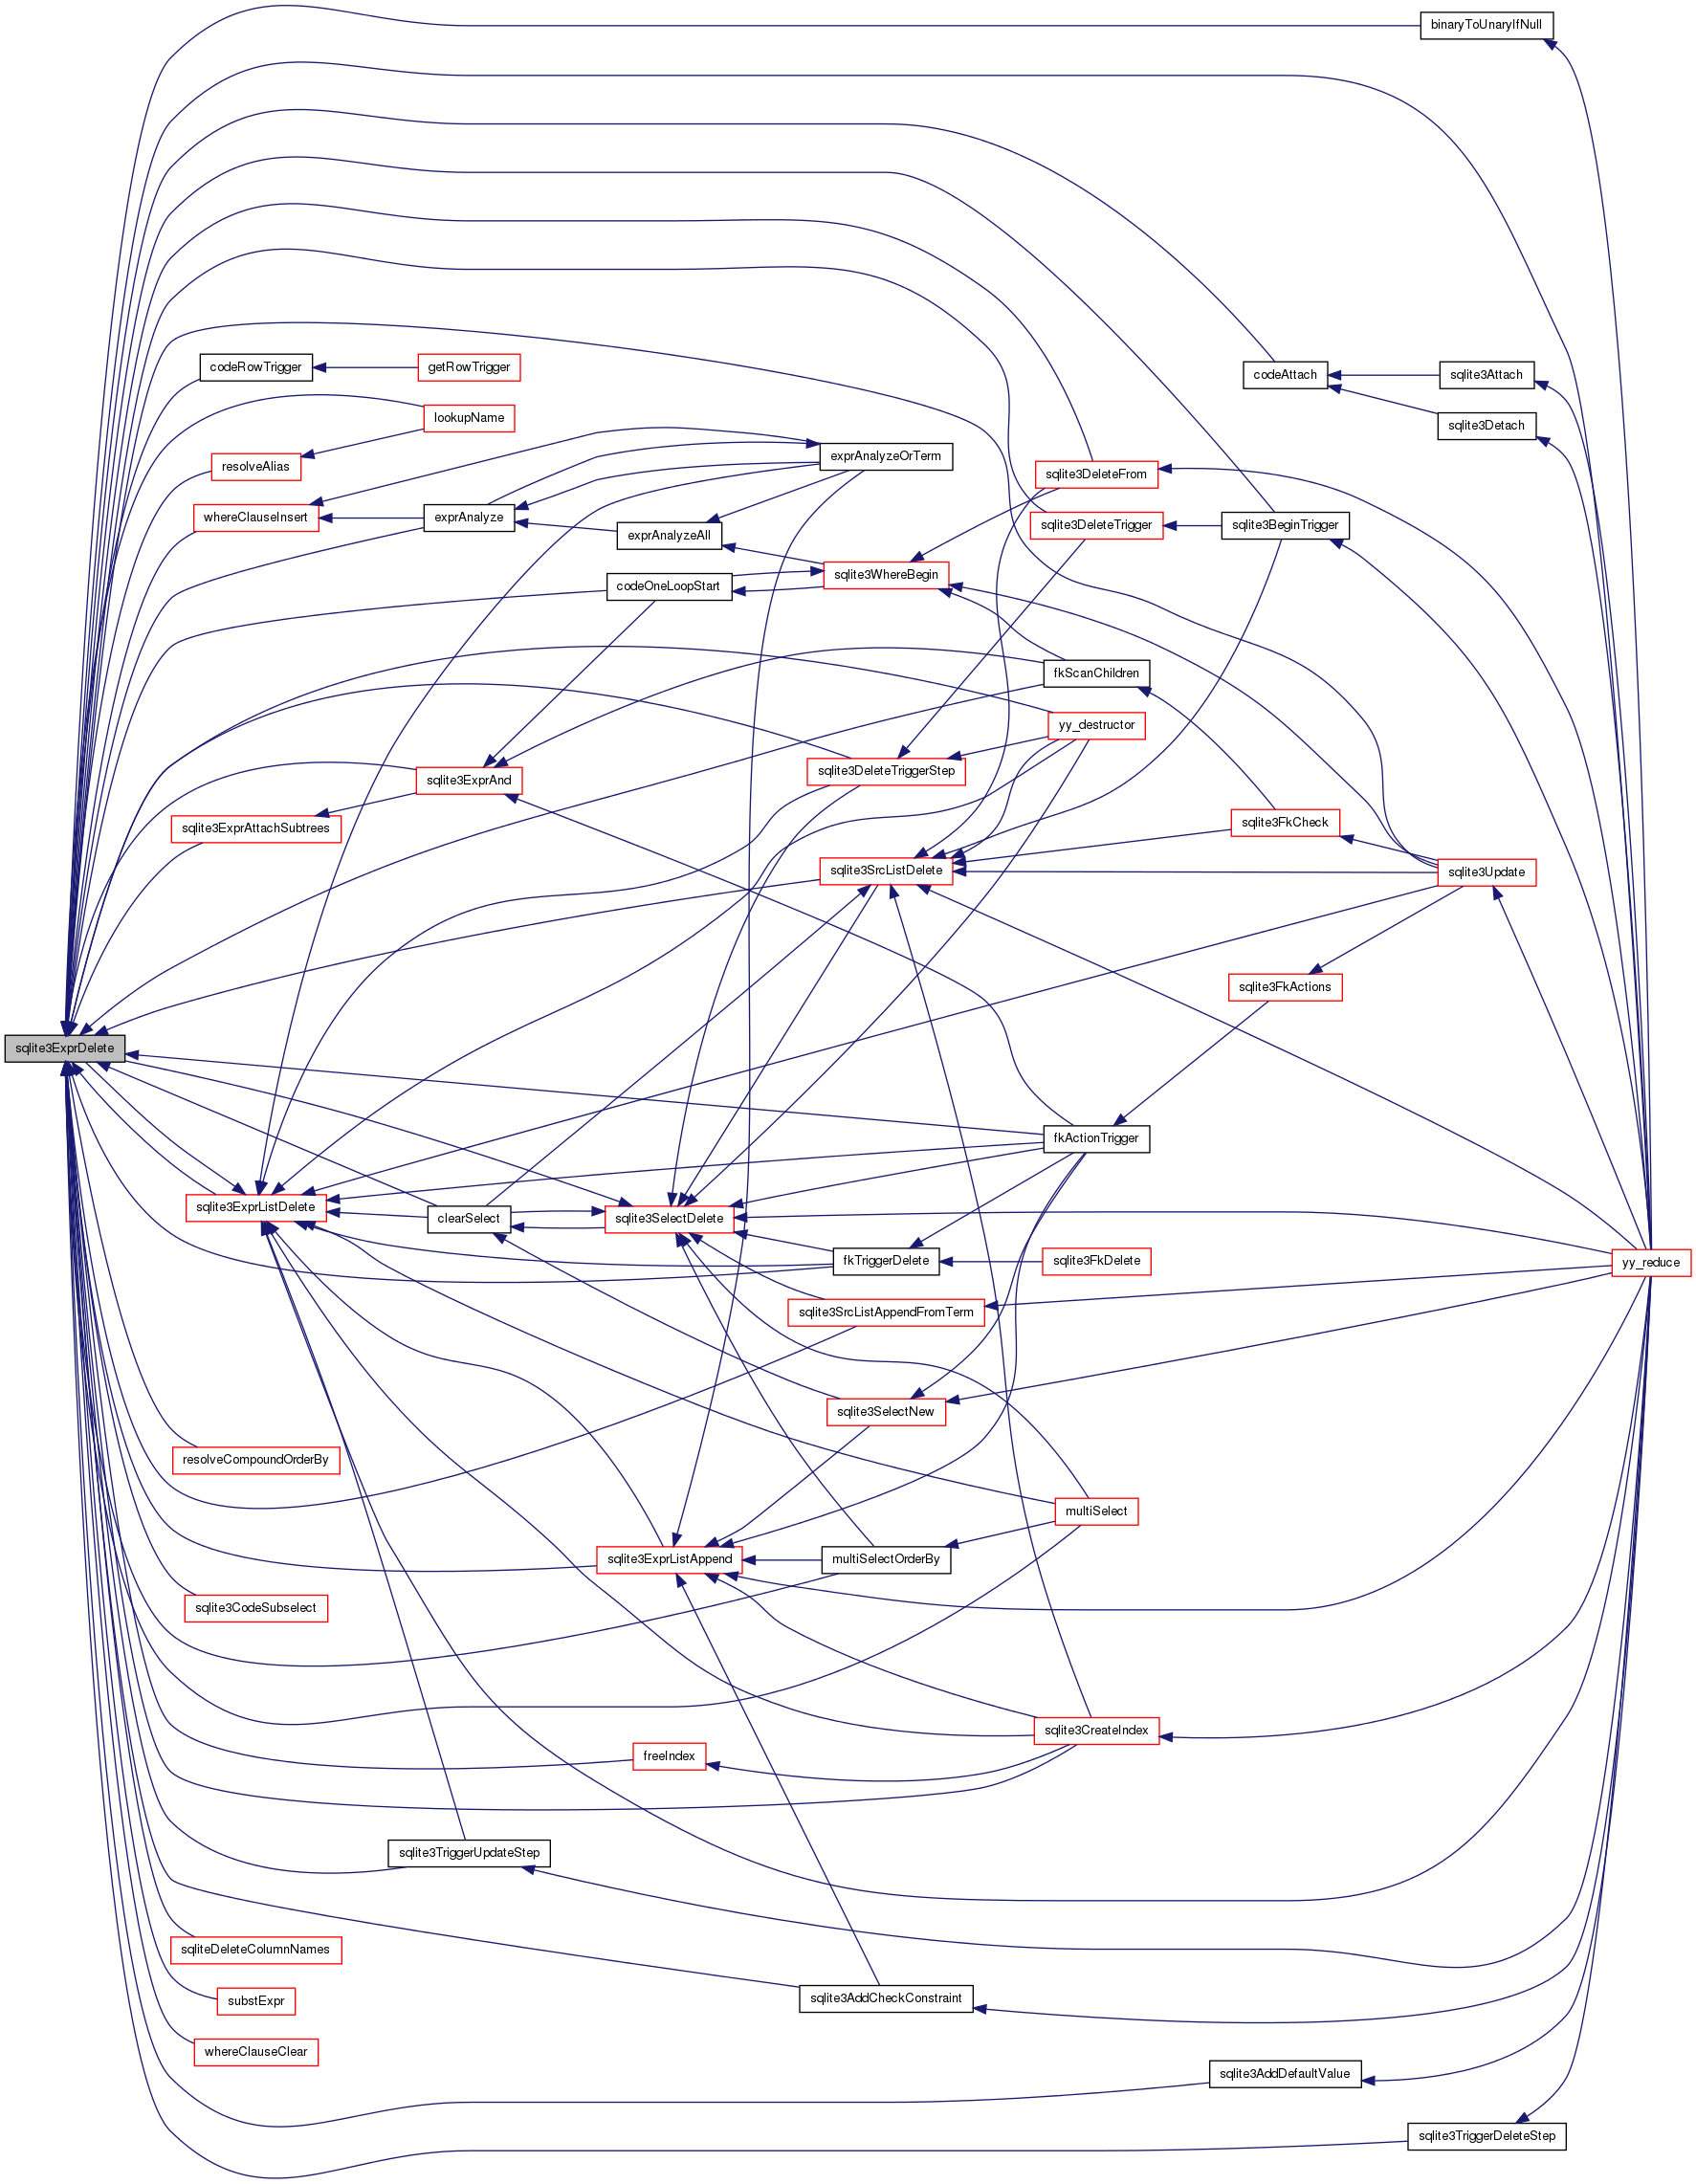 binaryToUnaryIfNull
codeRowTrigger
getRowTrigger
codeAttach
sqlite3Attach
lookupName
sqlite3Detach
resolveAlias
exprAnalyzeOrTerm
sqlite3DeleteFrom
whereClauseInsert
exprAnalyze
sqlite3DeleteTrigger
sqlite3BeginTrigger
exprAnalyzeAll
codeOneLoopStart
sqlite3WhereBegin
fkScanChildren
yy_destructor
sqlite3ExprAnd
sqlite3DeleteTriggerStep
sqlite3ExprAttachSubtrees
sqlite3FkCheck
sqlite3SrcListDelete
sqlite3Update
sqlite3FkActions
sqlite3ExprDelete
fkActionTrigger
sqlite3ExprListDelete
clearSelect
sqlite3SelectDelete
fkTriggerDelete
sqlite3FkDelete
yy_reduce
sqlite3SrcListAppendFromTerm
sqlite3SelectNew
resolveCompoundOrderBy
multiSelect
sqlite3ExprListAppend
multiSelectOrderBy
sqlite3CodeSubselect
sqlite3CreateIndex
freeIndex
sqlite3TriggerUpdateStep
sqliteDeleteColumnNames
substExpr
sqlite3AddCheckConstraint
whereClauseClear
sqlite3AddDefaultValue
sqlite3TriggerDeleteStep